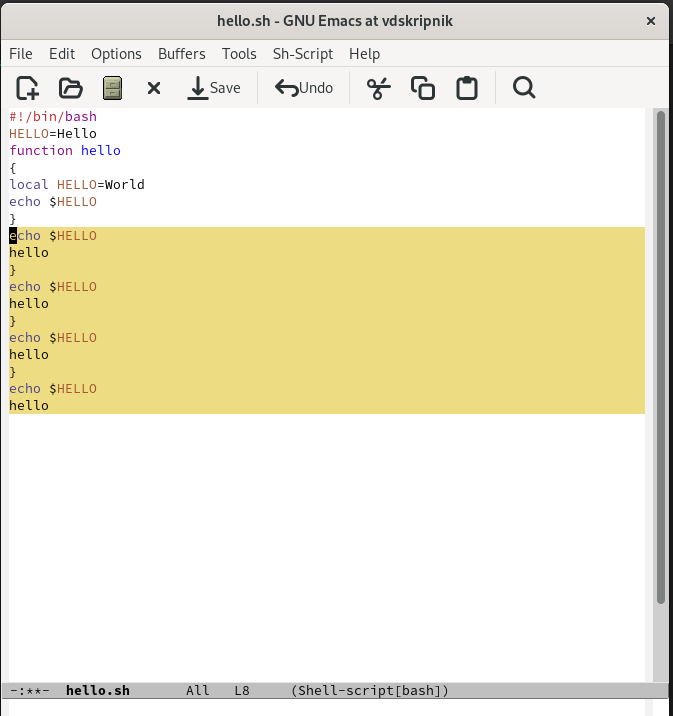 hello.sh - GNU Emacs at vdskripnik
File Edit Options Buffers Tools Sh-Script Help
Save Undo
#!/bin/bash
HELLO=Hello
function hello
{
local HELLO=World
echo $HELLO
}
echo $HELLO
hello
}
echo $HELLO
hello
}
echo $HELLO
hello
}
echo $HELLO
hello
-:**- hello.sh All L8 (Shell-script[bash])